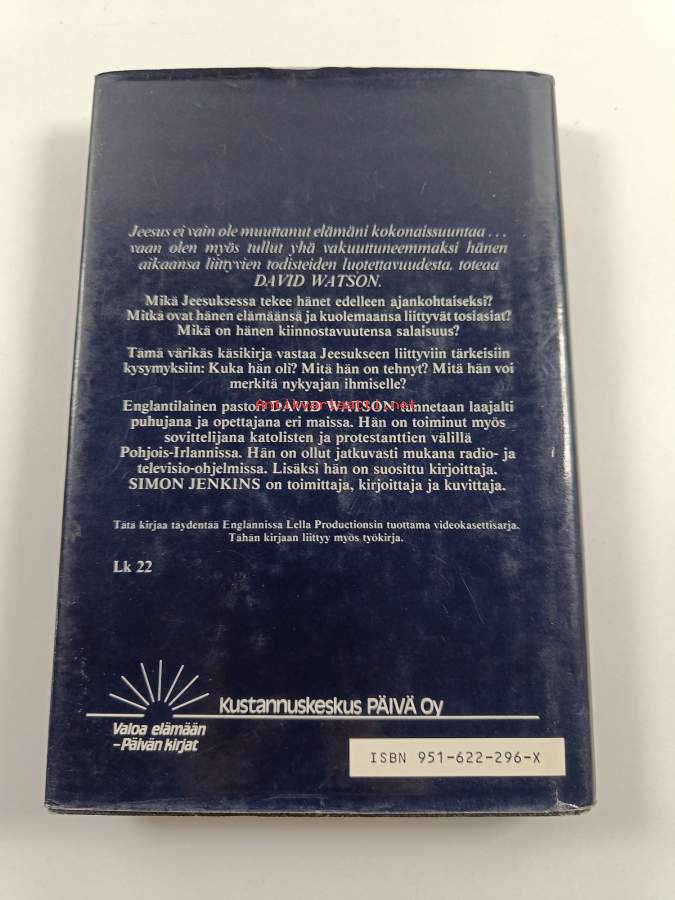 Jeesus ei vain ole muuttanut elämäni kokonaissuuntaa . . .
vaan olen myös tullut yhä vakuuttuneemmaksi hänen
aikaansa liittyvien todisteiden luotettavuudesta, toteaa
DAVID WATSON.
Mikä Jeesuksessa tekee hänet edelleen ajankohtaiseksi?
Mitkä ovat hänen elämäänsä ja kuolemaansa liittyvät tosiasiat?
Mikä on hänen kiinnostavuutensa salaisuus?
Tämä värikäs käsikirja vastaa Jeesukseen liittyviin tärkeisiin
kysymyksiin: Kuka hän oli? Mitä hän on tehnyt? Mitä hän voi
merkitä nykyajan ihmiselle?
Englantilainen pastori DAVID WATSON tunnetaan laajalti
antikvariaatti.net
puhujana ja opettajana eri maissa. Hän on toiminut myös
sovittelijana katolisten ja protestanttien välillä
Pohjois-Irlannissa. Hän on ollut jatkuvasti mukana radio- ja
televisio-ohjelmissa. Lisäksi hän on suosittu kirjoittaja.
SIMON JENKINS on toimittaja, kirjoittaja ja kuvittaja.
Tätä kirjaa täydentää Englannissa Lella Productionsin tuottama videokasettisarja.
Tähän kirjaan liittyy myös työkirja.
Lk 22
Kustannuskeskus PÄIVÄ Oy
Valoa elämään
–Päivän kirjat
ISBN 951-622-296-X